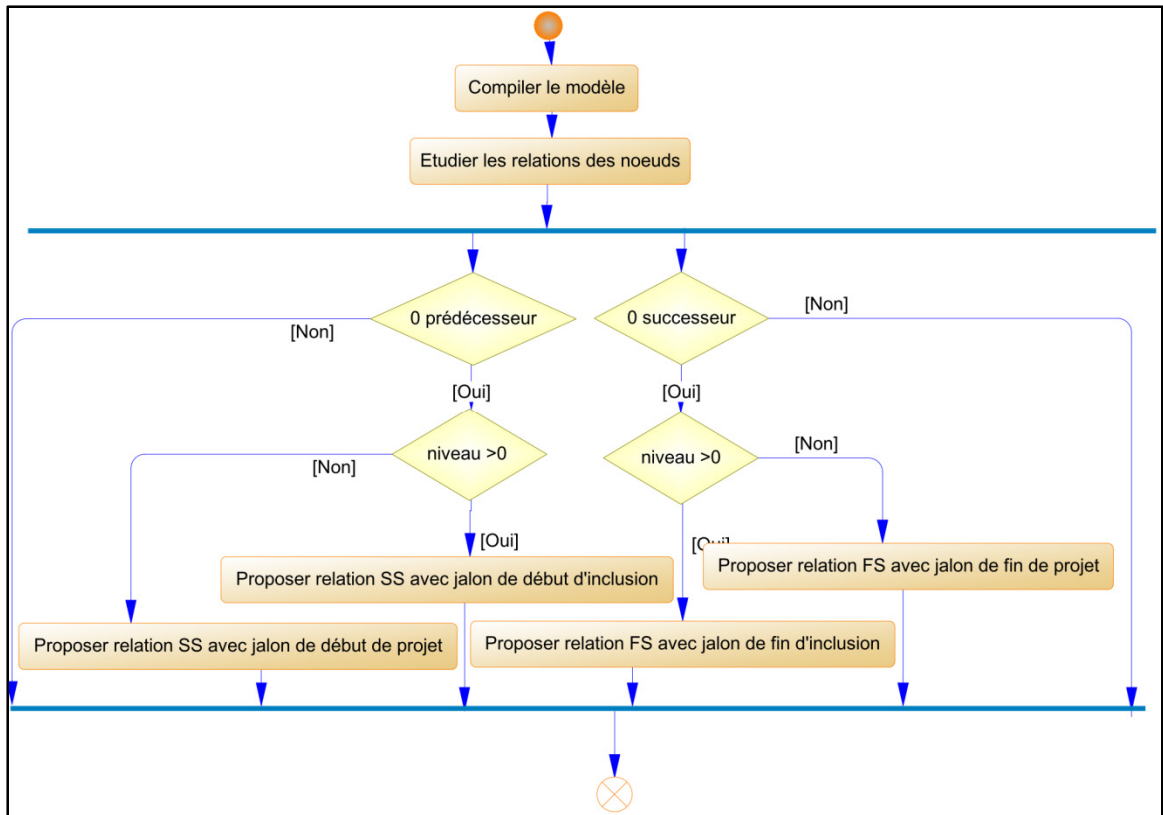 Compiler le modèle
Etudier les relations des noeuds
0 prédécesseur
0 successeur
[Non]
[Non]
[Oui]
[Oui]
niveau >0
niveau >0
[Non]
[Non]
[Oui]
[Oui]
Proposer relation SS avec jalon de début d'inclusion
Proposer relation FS avec jalon de fin de projet
Proposer relation SS avec jalon de début de projet
Proposer relation FS avec jalon de fin d'inclusion